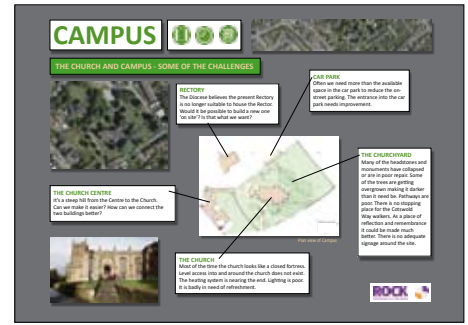 CAMPUS
THE CHURCH AND CAMPUS - SOME OF THE CHALLENGES
RECTORY
The Diocese believes the present Rectory
is no longer suitable to house the Rector.
Would it be possible to build a new one
'on site'? Is that what we want?
CAR PARK
Often we need more than the available
space in the car park to reduce the on-
street parking. The entrance into the car
park needs improvement.
THE CHURCHYARD
Many of the headstones and
monuments have collapsed
or are in poor repair. Some
of the trees are getting
overgrown making it darker
than it need be. Pathways are
poor. There is no stopping
place for the Cotswold
Way walkers. As a place of
reflection and remembrance
it could be made much
better. There is no adequate
signage around the site.
THE CHURCH CENTRE
It's a steep hill from the Centre to the Church.
Can we make it easier? How can we connect the
two buildings better?
Plan view of Campus
THE CHURCH
Most of the time the church looks like a closed fortress.
Level access into and around the church does not exist.
The heating system is nearing the end. Lighting is poor.
It is badly in need of refreshment.
ROCK